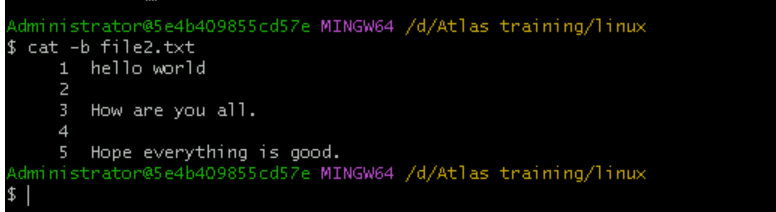 Administrator@5e4b409855cd57e MINGW64 /d/Atlas training/linux
$ cat -b file2.txt
     1  hello world
     2
     3  How are you all.
     4
     5  Hope everything is good.
Administrator@5e4b409855cd57e MINGW64 /d/Atlas training/linux
$